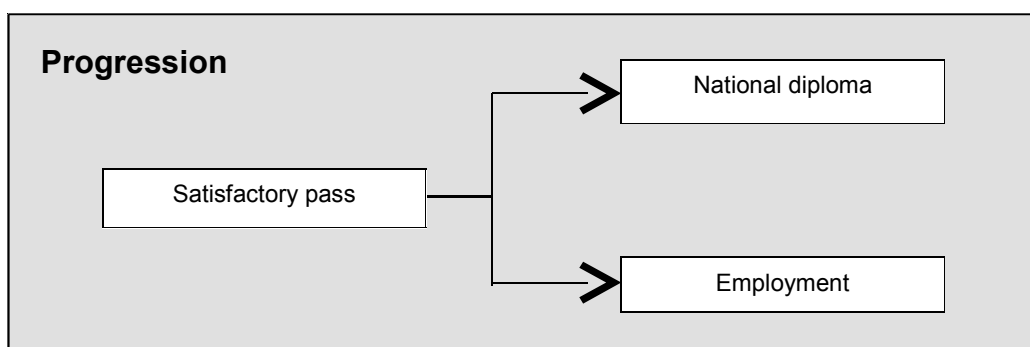 Progression
National diploma
Satisfactory pass
Employment